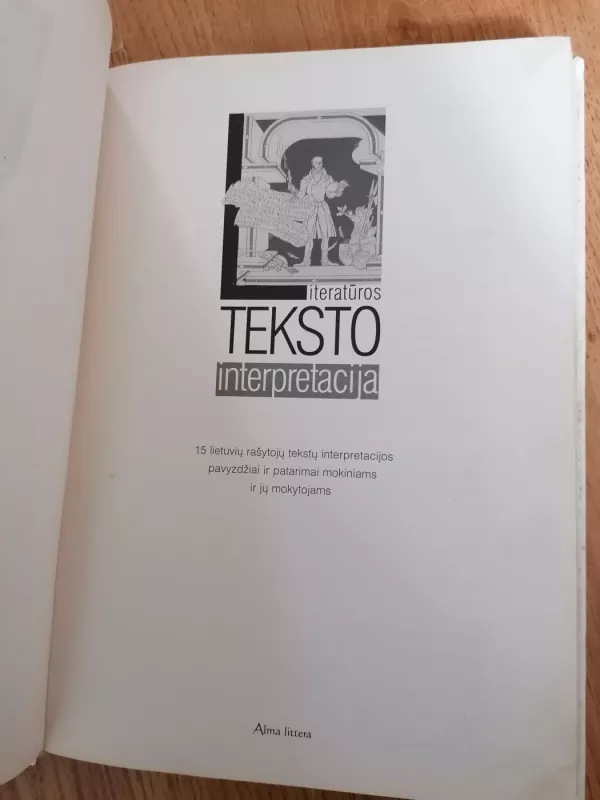 Literatūros
TEKSTO
interpretacija
15 lietuvių rašytojų tekstų interpretacijos
pavyzdžiai ir patarimai mokiniams
ir jų mokytojams
Alma littera